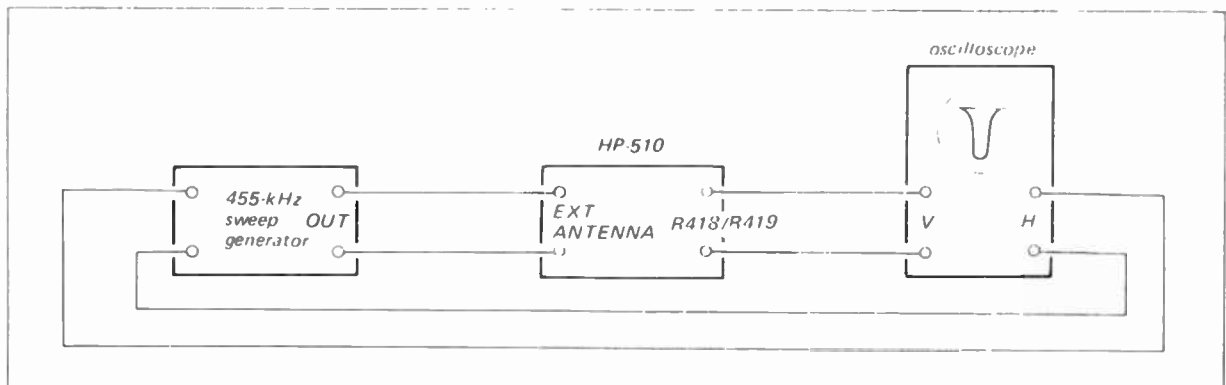 oscilloscope
HP-510
455-kHz
sweep OUT
generator
EXT
ANTENNA R418/R419
V H